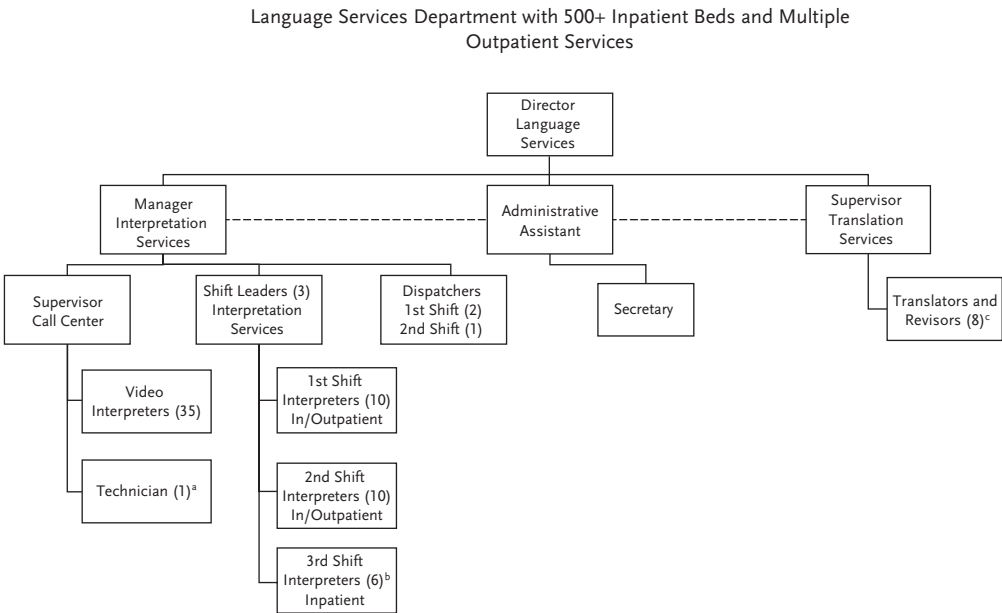 Language Services Department with 500+ Inpatient Beds and Multiple
Outpatient Services
Director
Language
Services
Manager
Interpretation
Services
Administrative
Assistant
Supervisor
Translation
Services
Supervisor
Call Center
Shift Leaders (3)
Interpretation
Services
Dispatchers
1st Shift (2)
2nd Shift (1)
Secretary
Translators and
Revisors (8)ᶜ
Video
Interpreters (35)
1st Shift
Interpreters (10)
In/Outpatient
Technician (1)ᵃ
2nd Shift
Interpreters (10)
In/Outpatient
3rd Shift
Interpreters (6)ᵇ
Inpatient